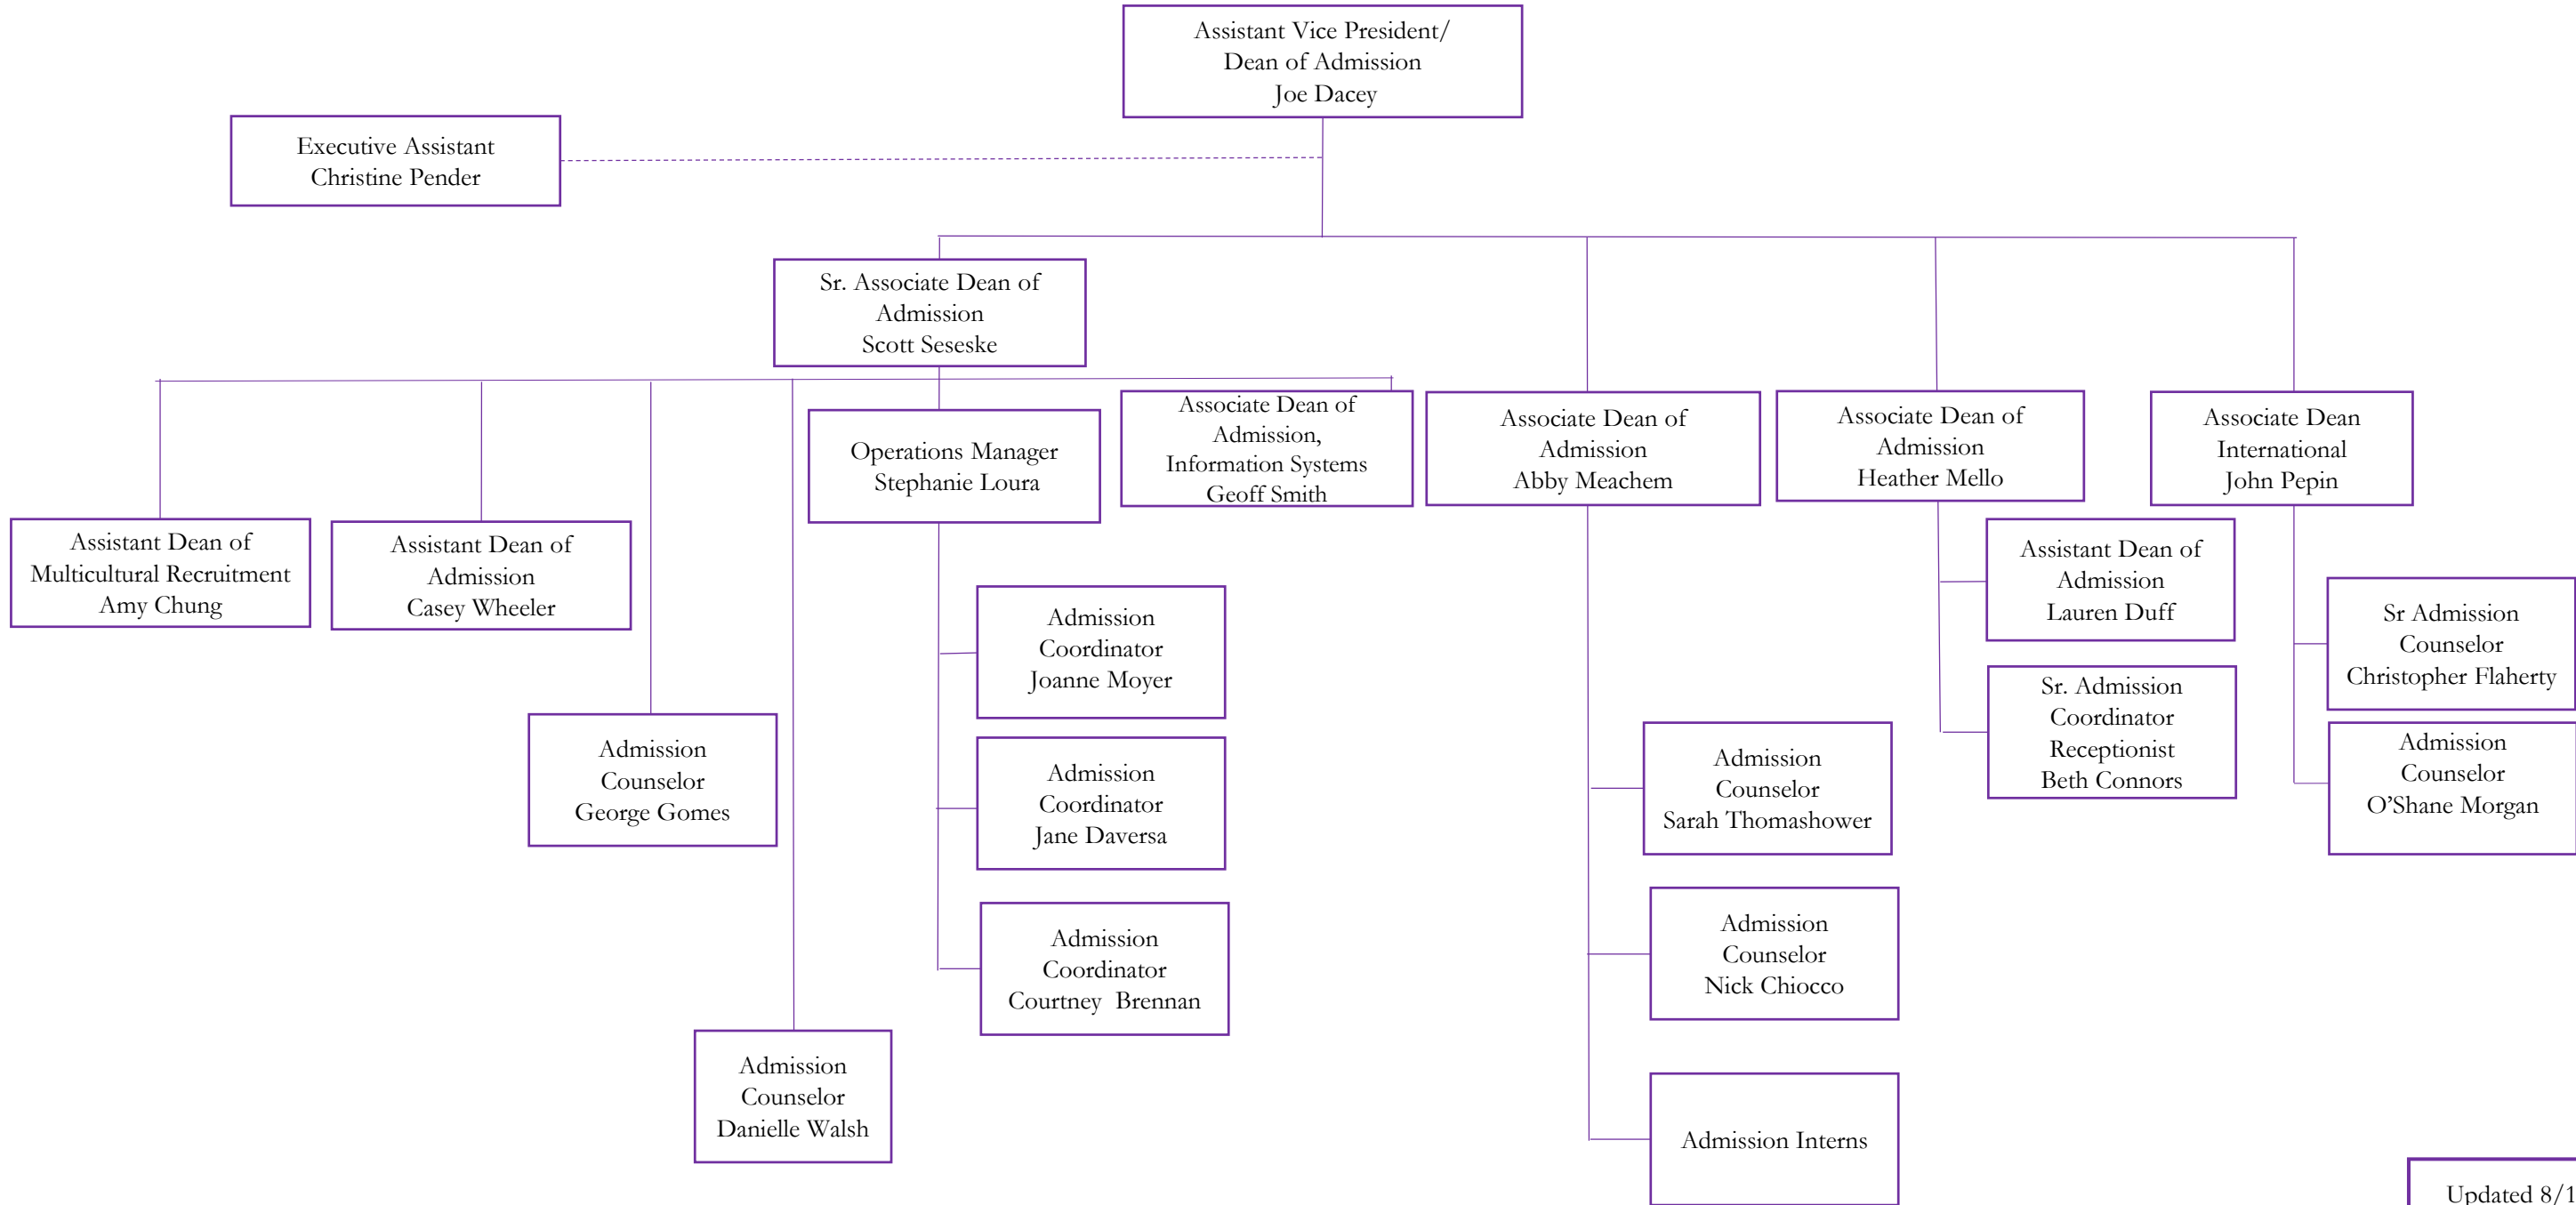 Assistant Vice President/
Dean of Admission
Joe Dacey
Executive Assistant
Christine Pender
Sr. Associate Dean of
Admission
Scott Seseske
Associate Dean of
Admission,
Information Systems
Geoff Smith
Associate Dean of
Admission
Abby Meachem
Associate Dean of
Admission
Heather Mello
Associate Dean
International
John Pepin
Operations Manager
Stephanie Loura
Assistant Dean of
Multicultural Recruitment
Amy Chung
Assistant Dean of
Admission
Casey Wheeler
Assistant Dean of
Admission
Lauren Duff
Sr Admission
Counselor
Christopher Flaherty
Admission
Coordinator
Joanne Moyer
Sr. Admission
Coordinator
Receptionist
Beth Connors
Admission
Counselor
George Gomes
Admission
Coordinator
Jane Daversa
Admission
Counselor
Sarah Thomashower
Admission
Counselor
O’Shane Morgan
Admission
Coordinator
Courtney  Brennan
Admission
Counselor
Nick Chiocco
Admission
Counselor
Danielle Walsh
Admission Interns
Updated 8/1